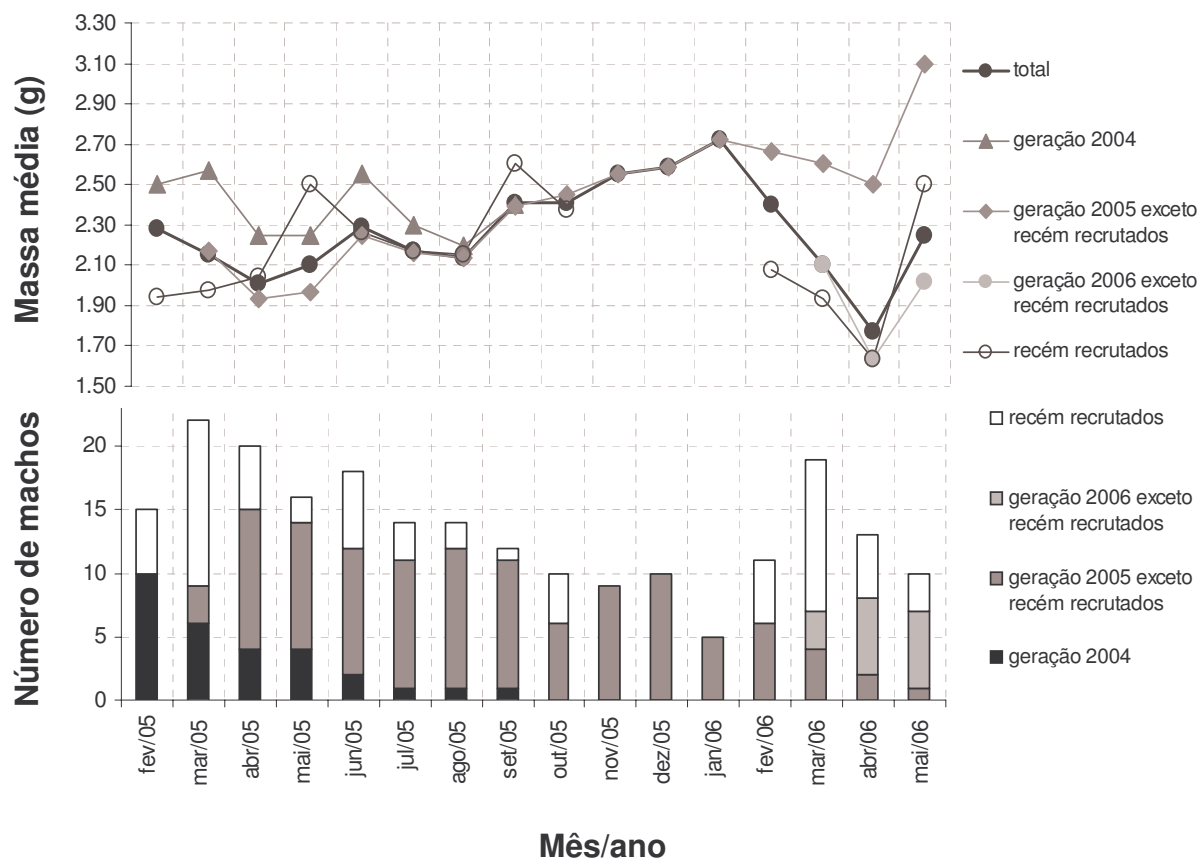 Massa média (g)
3.30
3.10
2.90
2.70
2.50
2.30
2.10
1.90
1.70
1.50
total
geração 2004
geração 2005 exceto
recém recrutados
geração 2006 exceto
recém recrutados
recém recrutados
Número de machos
20
15
10
5
0
recém recrutados
geração 2006 exceto
recém recrutados
geração 2005 exceto
recém recrutados
geração 2004
fev/05
mar/05
abr/05
mai/05
jun/05
jul/05
ago/05
set/05
out/05
nov/05
dez/05
jan/06
fev/06
mar/06
abr/06
mai/06
Mês/ano